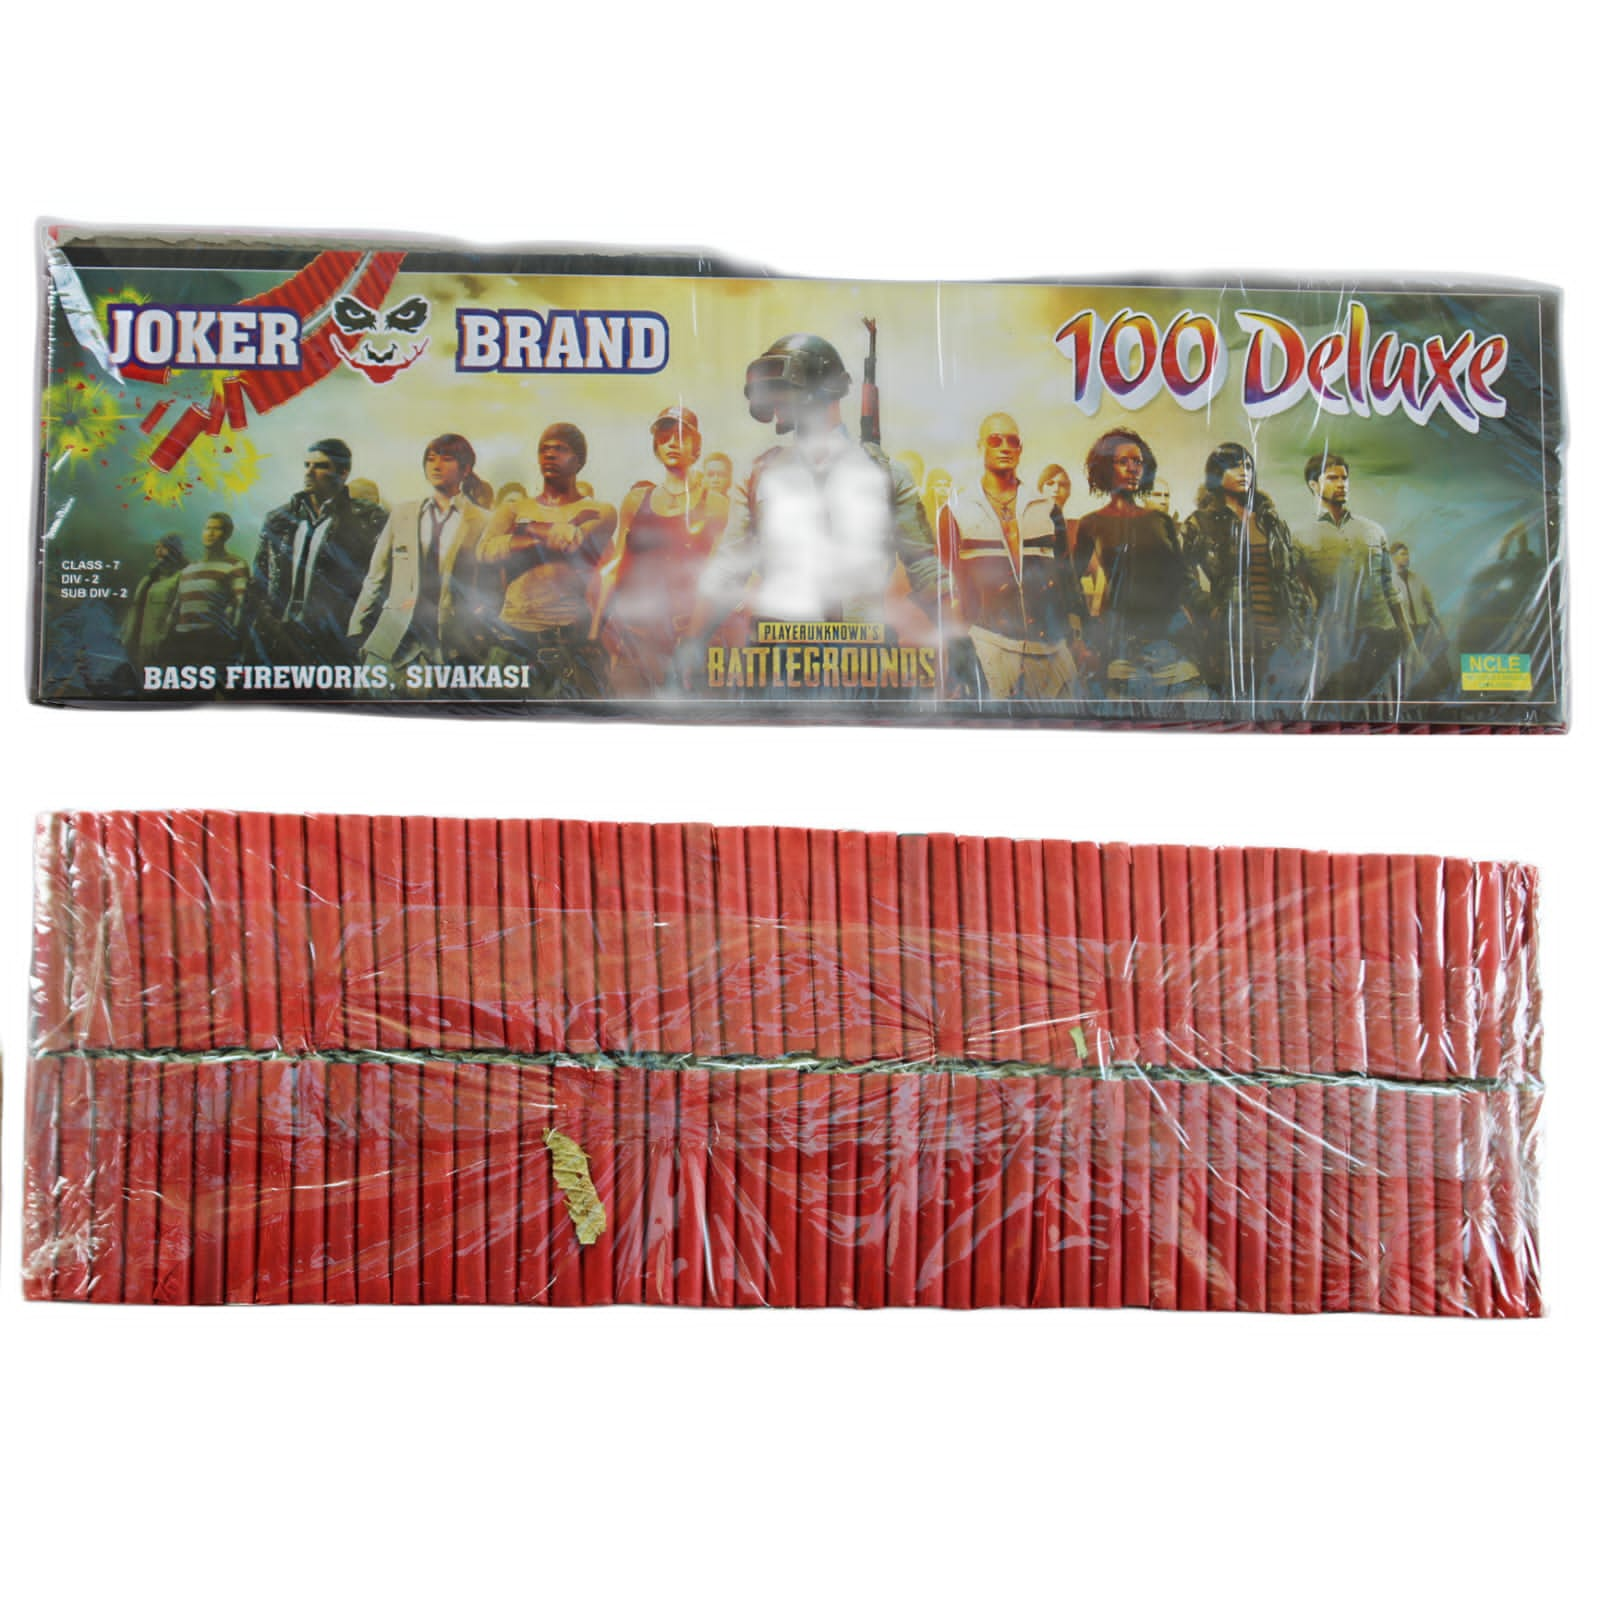 JOKER BRAND
100 Deluxe
CLASS - 7
DIV - 2
SUB DIV - 2
BASS FIREWORKS, SIVAKASI
PLAYERUNKNOWN'S
BATTLEGROUNDS
NCLE